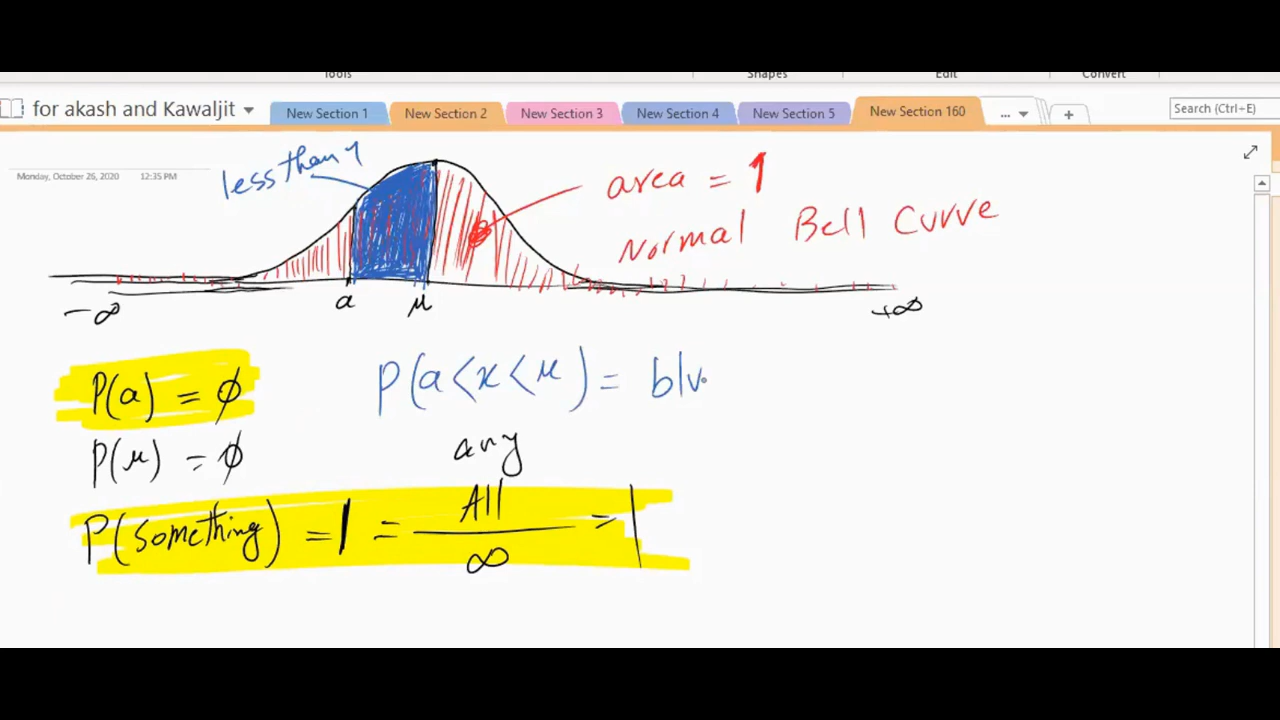 Tools Shapes Edit Convert
for akash and Kawaljit New Section 1 New Section 2 New Section 3 New Section 4 New Section 5 New Section 160 ... + Search (Ctrl+E)
Monday, October 26, 2020 12:35 PM
less than 1
area = 1
Normal Bell Curve
-∞ a μ +∞
P(a) = φ
P(a<x<μ) = blv
P(μ) = φ
any
P(something) = 1 = All / ∞ = 1